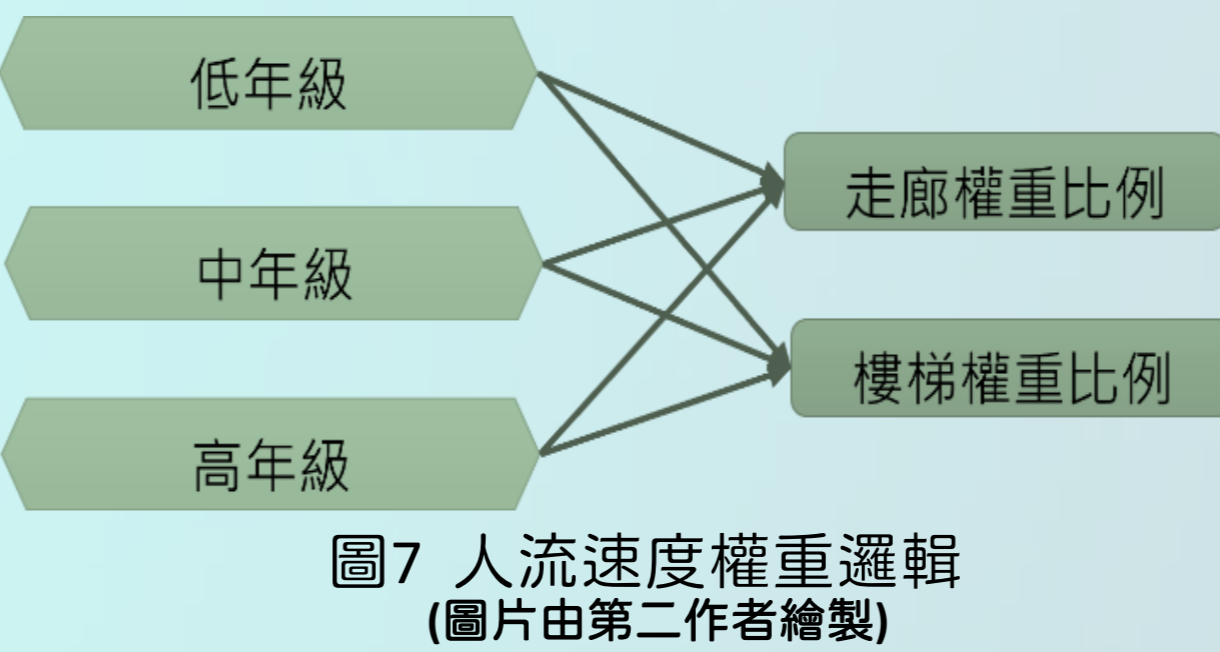 低年級
走廊權重比例
中年級
樓梯權重比例
高年級
圖7 人流速度權重邏輯
(圖片由第二作者繪製)